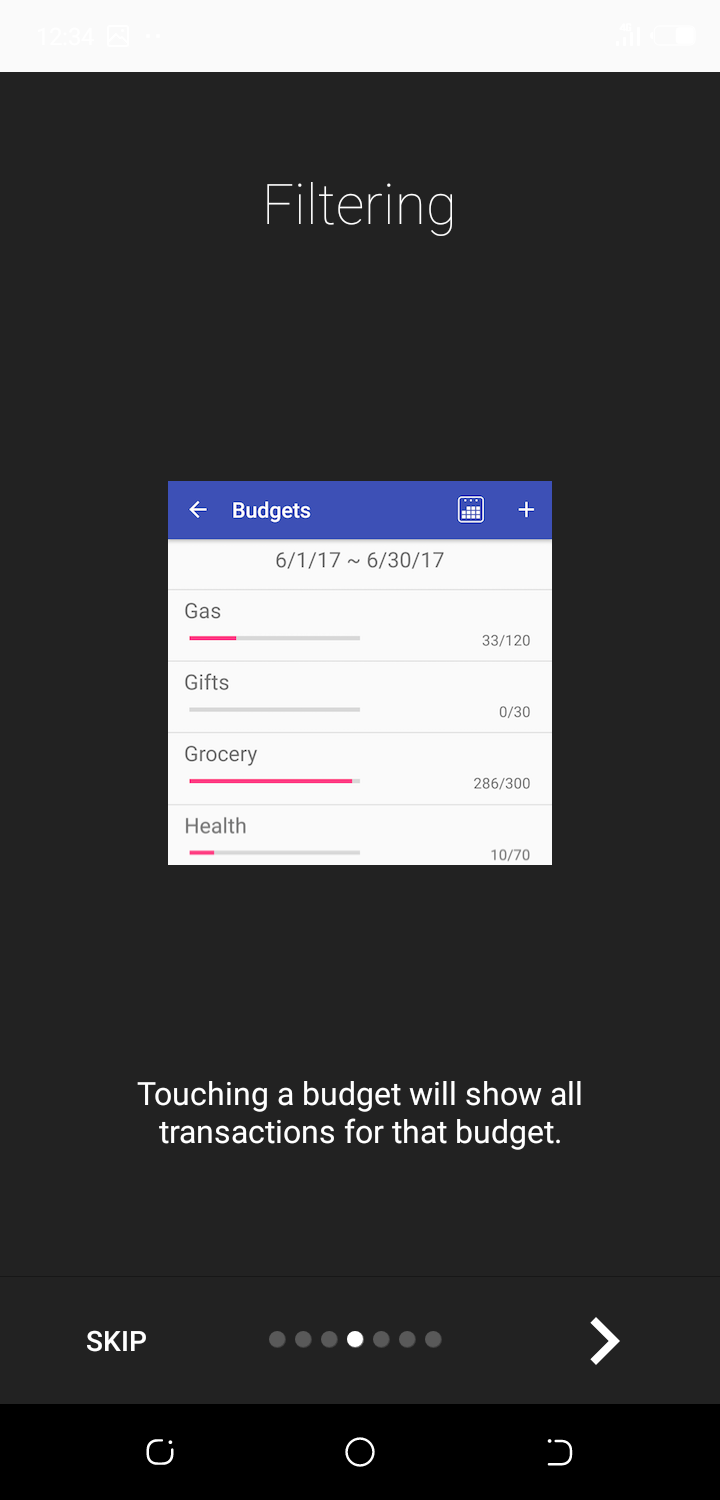 12:34
Filtering
Budgets
6/1/17 ~ 6/30/17
Gas
33/120
Gifts
0/30
Grocery
286/300
Health
10/70
Touching a budget will show all
transactions for that budget.
SKIP